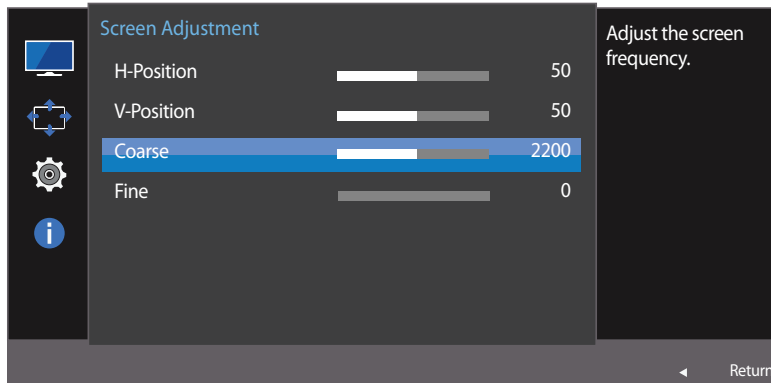 Screen Adjustment
H-Position 50
V-Position 50
Coarse 2200
Fine 0
Adjust the screen
frequency.
i
Return